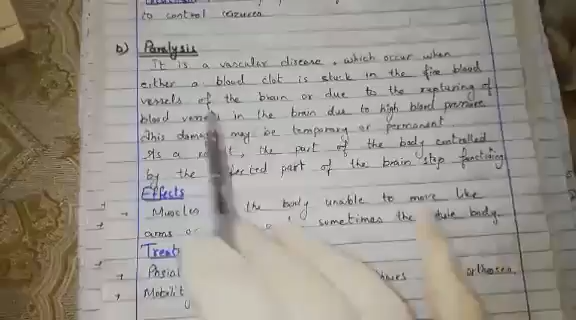 to control seizures.
b) Paralysis
It is a vascular disease, which occur when
either a blood clot is stuck in the fine blood
vessels of the brain or due to the rupturing of
blood vessels in the brain due to high blood pressure
This damage may be temporary or permanent
As a result, the part of the body controlled
by the affected part of the brain stop functioning
Effects
→ Muscles the body unable to move like
arms sometimes the whole body.
Treat
→ orthoses.
→ Mobility